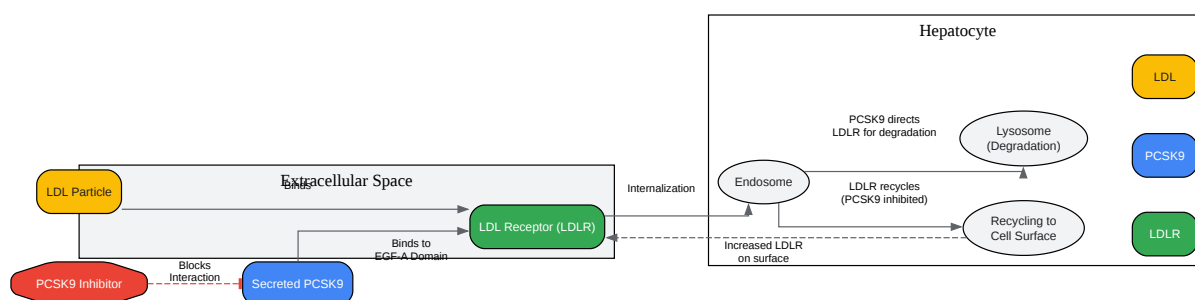 Hepatocyte
LDL
PCSK9 directs
LDLR for degradation
Lysosome
(Degradation)
PCSK9
Extracellular Space
Binds
LDL Particle
Internalization
Endosome
LDLR recycles
(PCSK9 inhibited)
LDL Receptor (LDLR)
Recycling to
Cell Surface
LDLR
Binds to
EGF-A Domain
Increased LDLR
on surface
Blocks
Interaction
PCSK9 Inhibitor
Secreted PCSK9